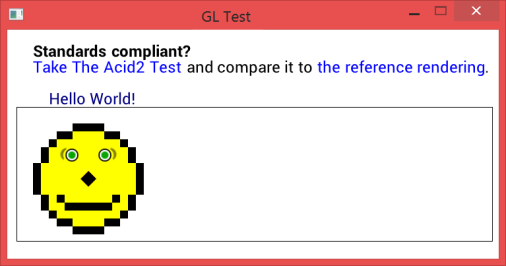 GL Test
Standards compliant?
Take The Acid2 Test and compare it to the reference rendering.
Hello World!